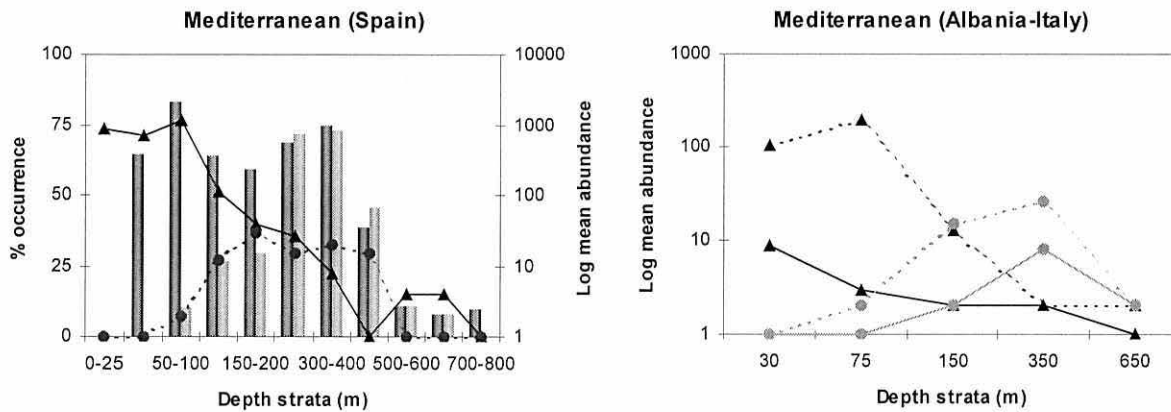 Mediterranean (Spain)
100
75
50
25
0
% occurrence
10000
1000
100
10
1
Log mean abundance
0-25 50-100 150-200 300-400 500-600 700-800
Depth strata (m)
Mediterranean (Albania-Italy)
1000
100
10
1
Log mean abundance
30 75 150 350 650
Depth strata (m)